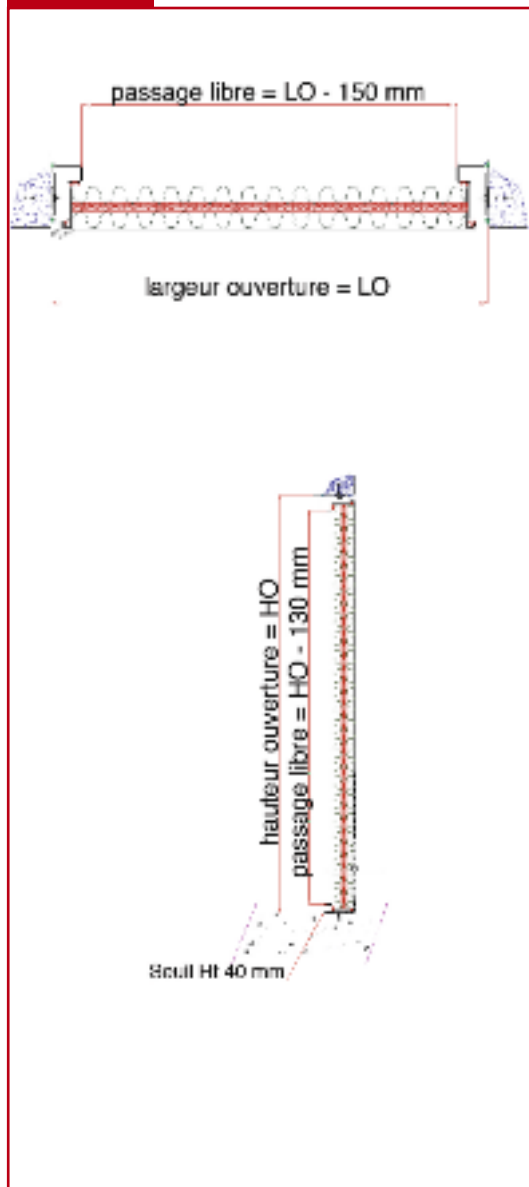 passage libre = LO - 150 mm
largeur ouverture = LO
hauteur ouverture = HO
passage libre = HO - 130 mm
Seuil Ht 40 mm